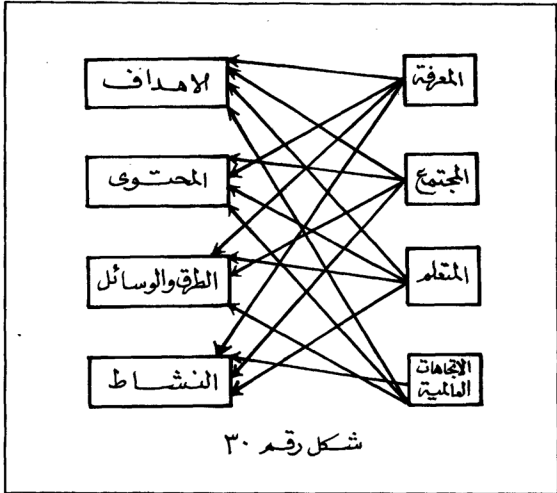 المعرفة
الاهداف
المجتمع
المحتوى
المتعلم
الطرق والوسائل
الاتجاهات
العالمية
النشاط
شكل رقم ٣٠